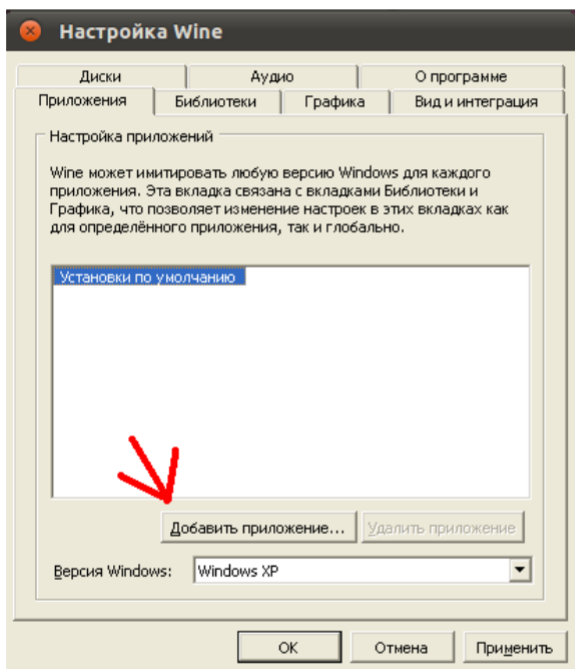 Настройка Wine
Диски
Аудио
О программе
Приложения
Библиотеки
Графика
Вид и интеграция
Настройка приложений
Wine может имитировать любую версию Windows для каждого
приложения. Эта вкладка связана с вкладками Библиотеки и
Графика, что позволяет изменение настроек в этих вкладках как
для определённого приложения, так и глобально.
Установки по умолчанию
Добавить приложение...
Удалить приложение
Версия Windows:
Windows XP
OK
Отмена
Применить